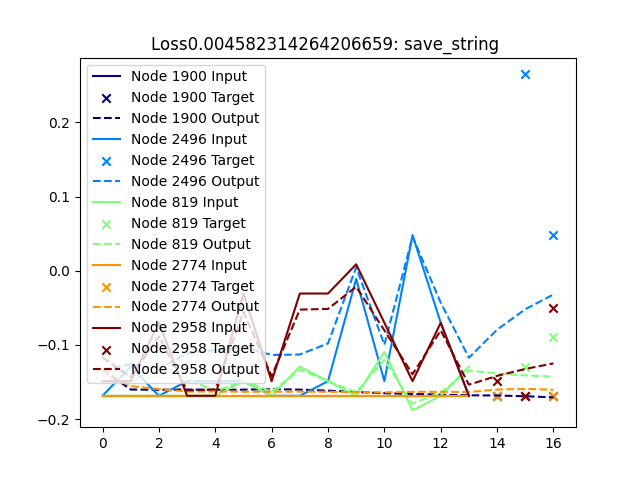 Loss0.004582314264206659: save_string
Node 1900 Input
Node 1900 Target
Node 1900 Output
Node 2496 Input
Node 2496 Target
Node 2496 Output
Node 819 Input
Node 819 Target
Node 819 Output
Node 2774 Input
Node 2774 Target
Node 2774 Output
Node 2958 Input
Node 2958 Target
Node 2958 Output
0.2
0.1
0.0
−0.1
−0.2
0 2 4 6 8 10 12 14 16